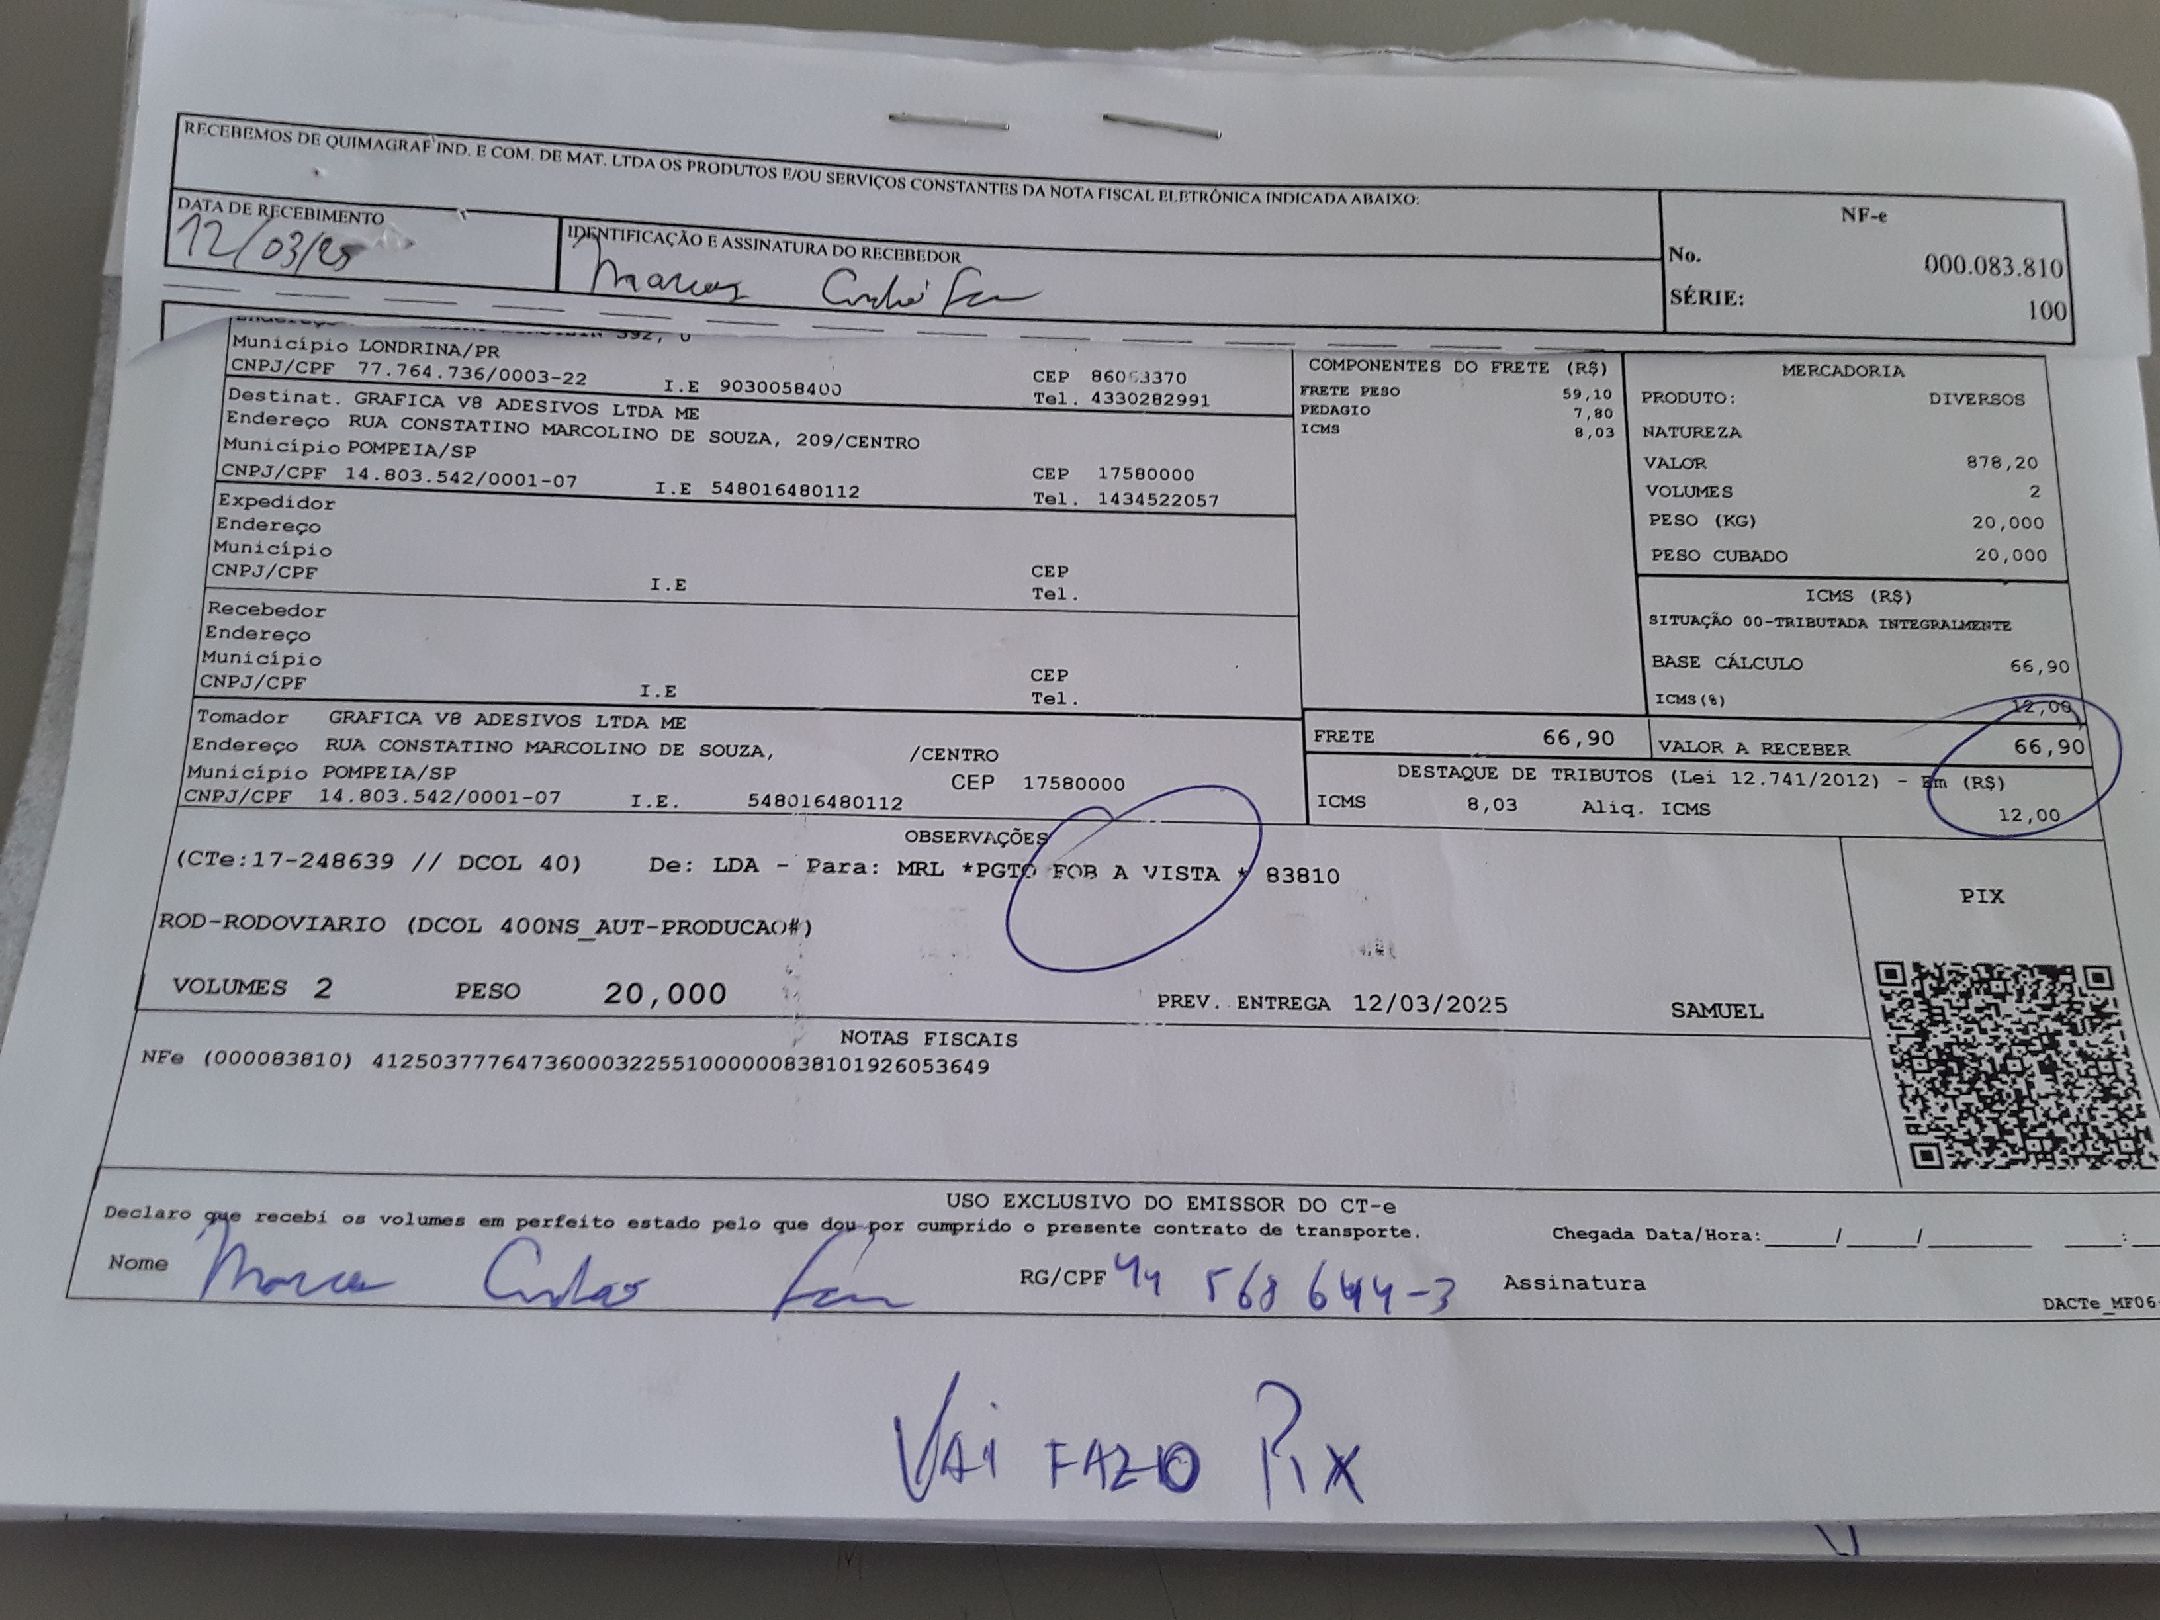 RECEBEMOS DE QUIMAGRAF IND. E COM. DE MAT. LTDA OS PRODUTOS E/OU SERVIÇOS CONSTANTES DA NOTA FISCAL ELETRÔNICA INDICADA ABAIXO:
NF-e
No. 000.083.810
SÉRIE: 100
DATA DE RECEBIMENTO
12/03/25
IDENTIFICAÇÃO E ASSINATURA DO RECEBEDOR
Marcos
Município LONDRINA/PR
CNPJ/CPF 77.764.736/0003-22 I.E 9030058400
CEP
Tel. 4330282991
Destinat. GRAFICA V8 ADESIVOS LTDA ME
Endereço RUA CONSTATINO MARCOLINO DE SOUZA, 209/CENTRO
Município POMPEIA/SP CEP 17580000
CNPJ/CPF 14.803.542/0001-07 I.E 548016480112 Tel. 1434522057
Expedidor
Endereço
Município CEP
CNPJ/CPF I.E Tel.
Recebedor
Endereço
Município CEP
CNPJ/CPF I.E Tel.
Tomador GRAFICA V8 ADESIVOS LTDA ME
Endereço RUA CONSTATINO MARCOLINO DE SOUZA, /CENTRO
Município POMPEIA/SP CEP 17580000
CNPJ/CPF 14.803.542/0001-07 I.E. 548016480112
COMPONENTES DO FRETE (R$)
FRETE PESO 59,10
PEDAGIO 7,80
ICMS 8,03
MERCADORIA
PRODUTO: DIVERSOS
NATUREZA
VALOR 878,20
VOLUMES 2
PESO (KG) 20,000
PESO CUBADO 20,000
ICMS (R$)
SITUAÇÃO 00-TRIBUTADA INTEGRALMENTE
BASE CÁLCULO 66,90
ICMS(%) 12,00
FRETE 66,90 VALOR A RECEBER 66,90
DESTAQUE DE TRIBUTOS (Lei 12.741/2012) - Em (R$)
ICMS 8,03 Aliq. ICMS 12,00
OBSERVAÇÕES
(CTe:17-248639 // DCOL 40) De: LDA - Para: MRL *PGTO FOB A VISTA * 83810
ROD-RODOVIARIO (DCOL 400NS_AUT-PRODUCAO#)
VOLUMES 2 PESO 20,000 PREV. ENTREGA 12/03/2025 SAMUEL
PIX
NOTAS FISCAIS
NFe (000083810) 41250377764736000322551000000838101926053649
USO EXCLUSIVO DO EMISSOR DO CT-e
Declaro que recebi os volumes em perfeito estado pelo que dou por cumprido o presente contrato de transporte.
Chegada Data/Hora:_____/_____/_______ ____:__
Nome Marcos RG/CPF 44 568 644-3 Assinatura
DACTe_MF06
VAI FAZO PIX